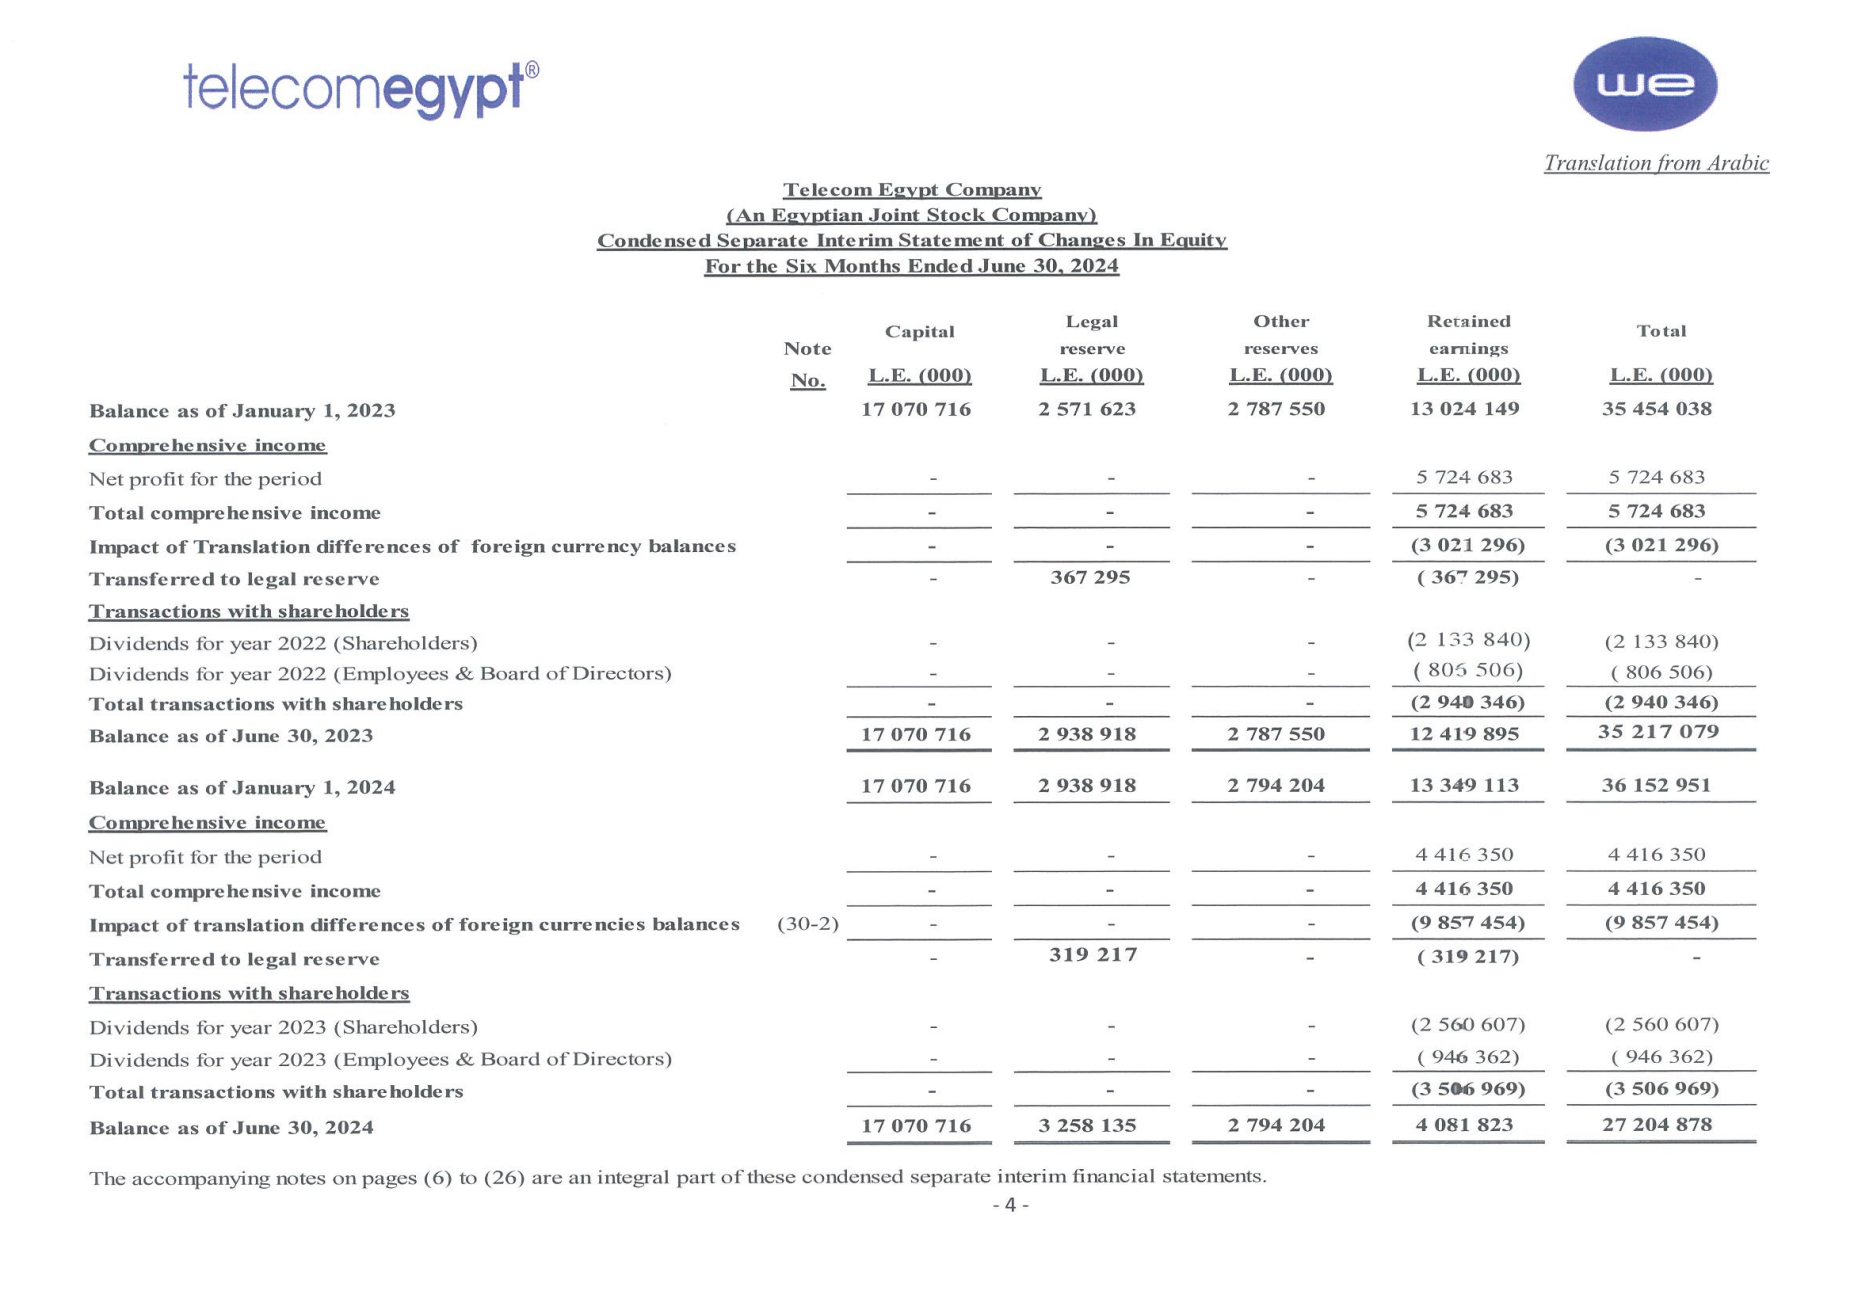 telecomegypt®
we
Translation from Arabic
Telecom Egypt Company
(An Egyptian Joint Stock Company)
Condensed Separate Interim Statement of Changes In Equity
For the Six Months Ended June 30, 2024
Note No. Capital L.E. (000) Legal reserve L.E. (000) Other reserves L.E. (000) Retained earnings L.E. (000) Total L.E. (000)
Balance as of January 1, 2023 17 070 716 2 571 623 2 787 550 13 024 149 35 454 038
Comprehensive income
Net profit for the period - - - 5 724 683 5 724 683
Total comprehensive income - - - 5 724 683 5 724 683
Impact of Translation differences of foreign currency balances - - - (3 021 296) (3 021 296)
Transferred to legal reserve - 367 295 - ( 367 295) -
Transactions with shareholders
Dividends for year 2022 (Shareholders) - - - (2 133 840) (2 133 840)
Dividends for year 2022 (Employees & Board of Directors) - - - ( 806 506) ( 806 506)
Total transactions with shareholders - - - (2 940 346) (2 940 346)
Balance as of June 30, 2023 17 070 716 2 938 918 2 787 550 12 419 895 35 217 079
Balance as of January 1, 2024 17 070 716 2 938 918 2 794 204 13 349 113 36 152 951
Comprehensive income
Net profit for the period - - - 4 416 350 4 416 350
Total comprehensive income - - - 4 416 350 4 416 350
Impact of translation differences of foreign currencies balances (30-2) - - - (9 857 454) (9 857 454)
Transferred to legal reserve - 319 217 - ( 319 217) -
Transactions with shareholders
Dividends for year 2023 (Shareholders) - - - (2 560 607) (2 560 607)
Dividends for year 2023 (Employees & Board of Directors) - - - ( 946 362) ( 946 362)
Total transactions with shareholders - - - (3 506 969) (3 506 969)
Balance as of June 30, 2024 17 070 716 3 258 135 2 794 204 4 081 823 27 204 878
The accompanying notes on pages (6) to (26) are an integral part of these condensed separate interim financial statements.
- 4 -